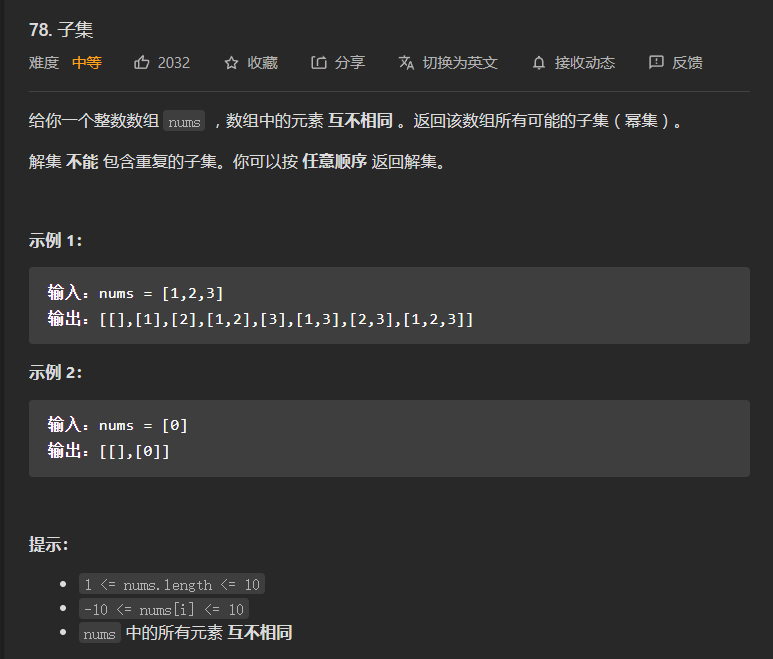 78. 子集
难度 中等 2032 收藏 分享 切换为英文 接收动态 反馈
给你一个整数数组 nums ，数组中的元素 互不相同 。返回该数组所有可能的子集（幂集）。
解集 不能 包含重复的子集。你可以按 任意顺序 返回解集。
示例 1：
输入：nums = [1,2,3]
输出：[[],[1],[2],[1,2],[3],[1,3],[2,3],[1,2,3]]
示例 2：
输入：nums = [0]
输出：[[],[0]]
提示：
1 <= nums.length <= 10
-10 <= nums[i] <= 10
nums 中的所有元素 互不相同